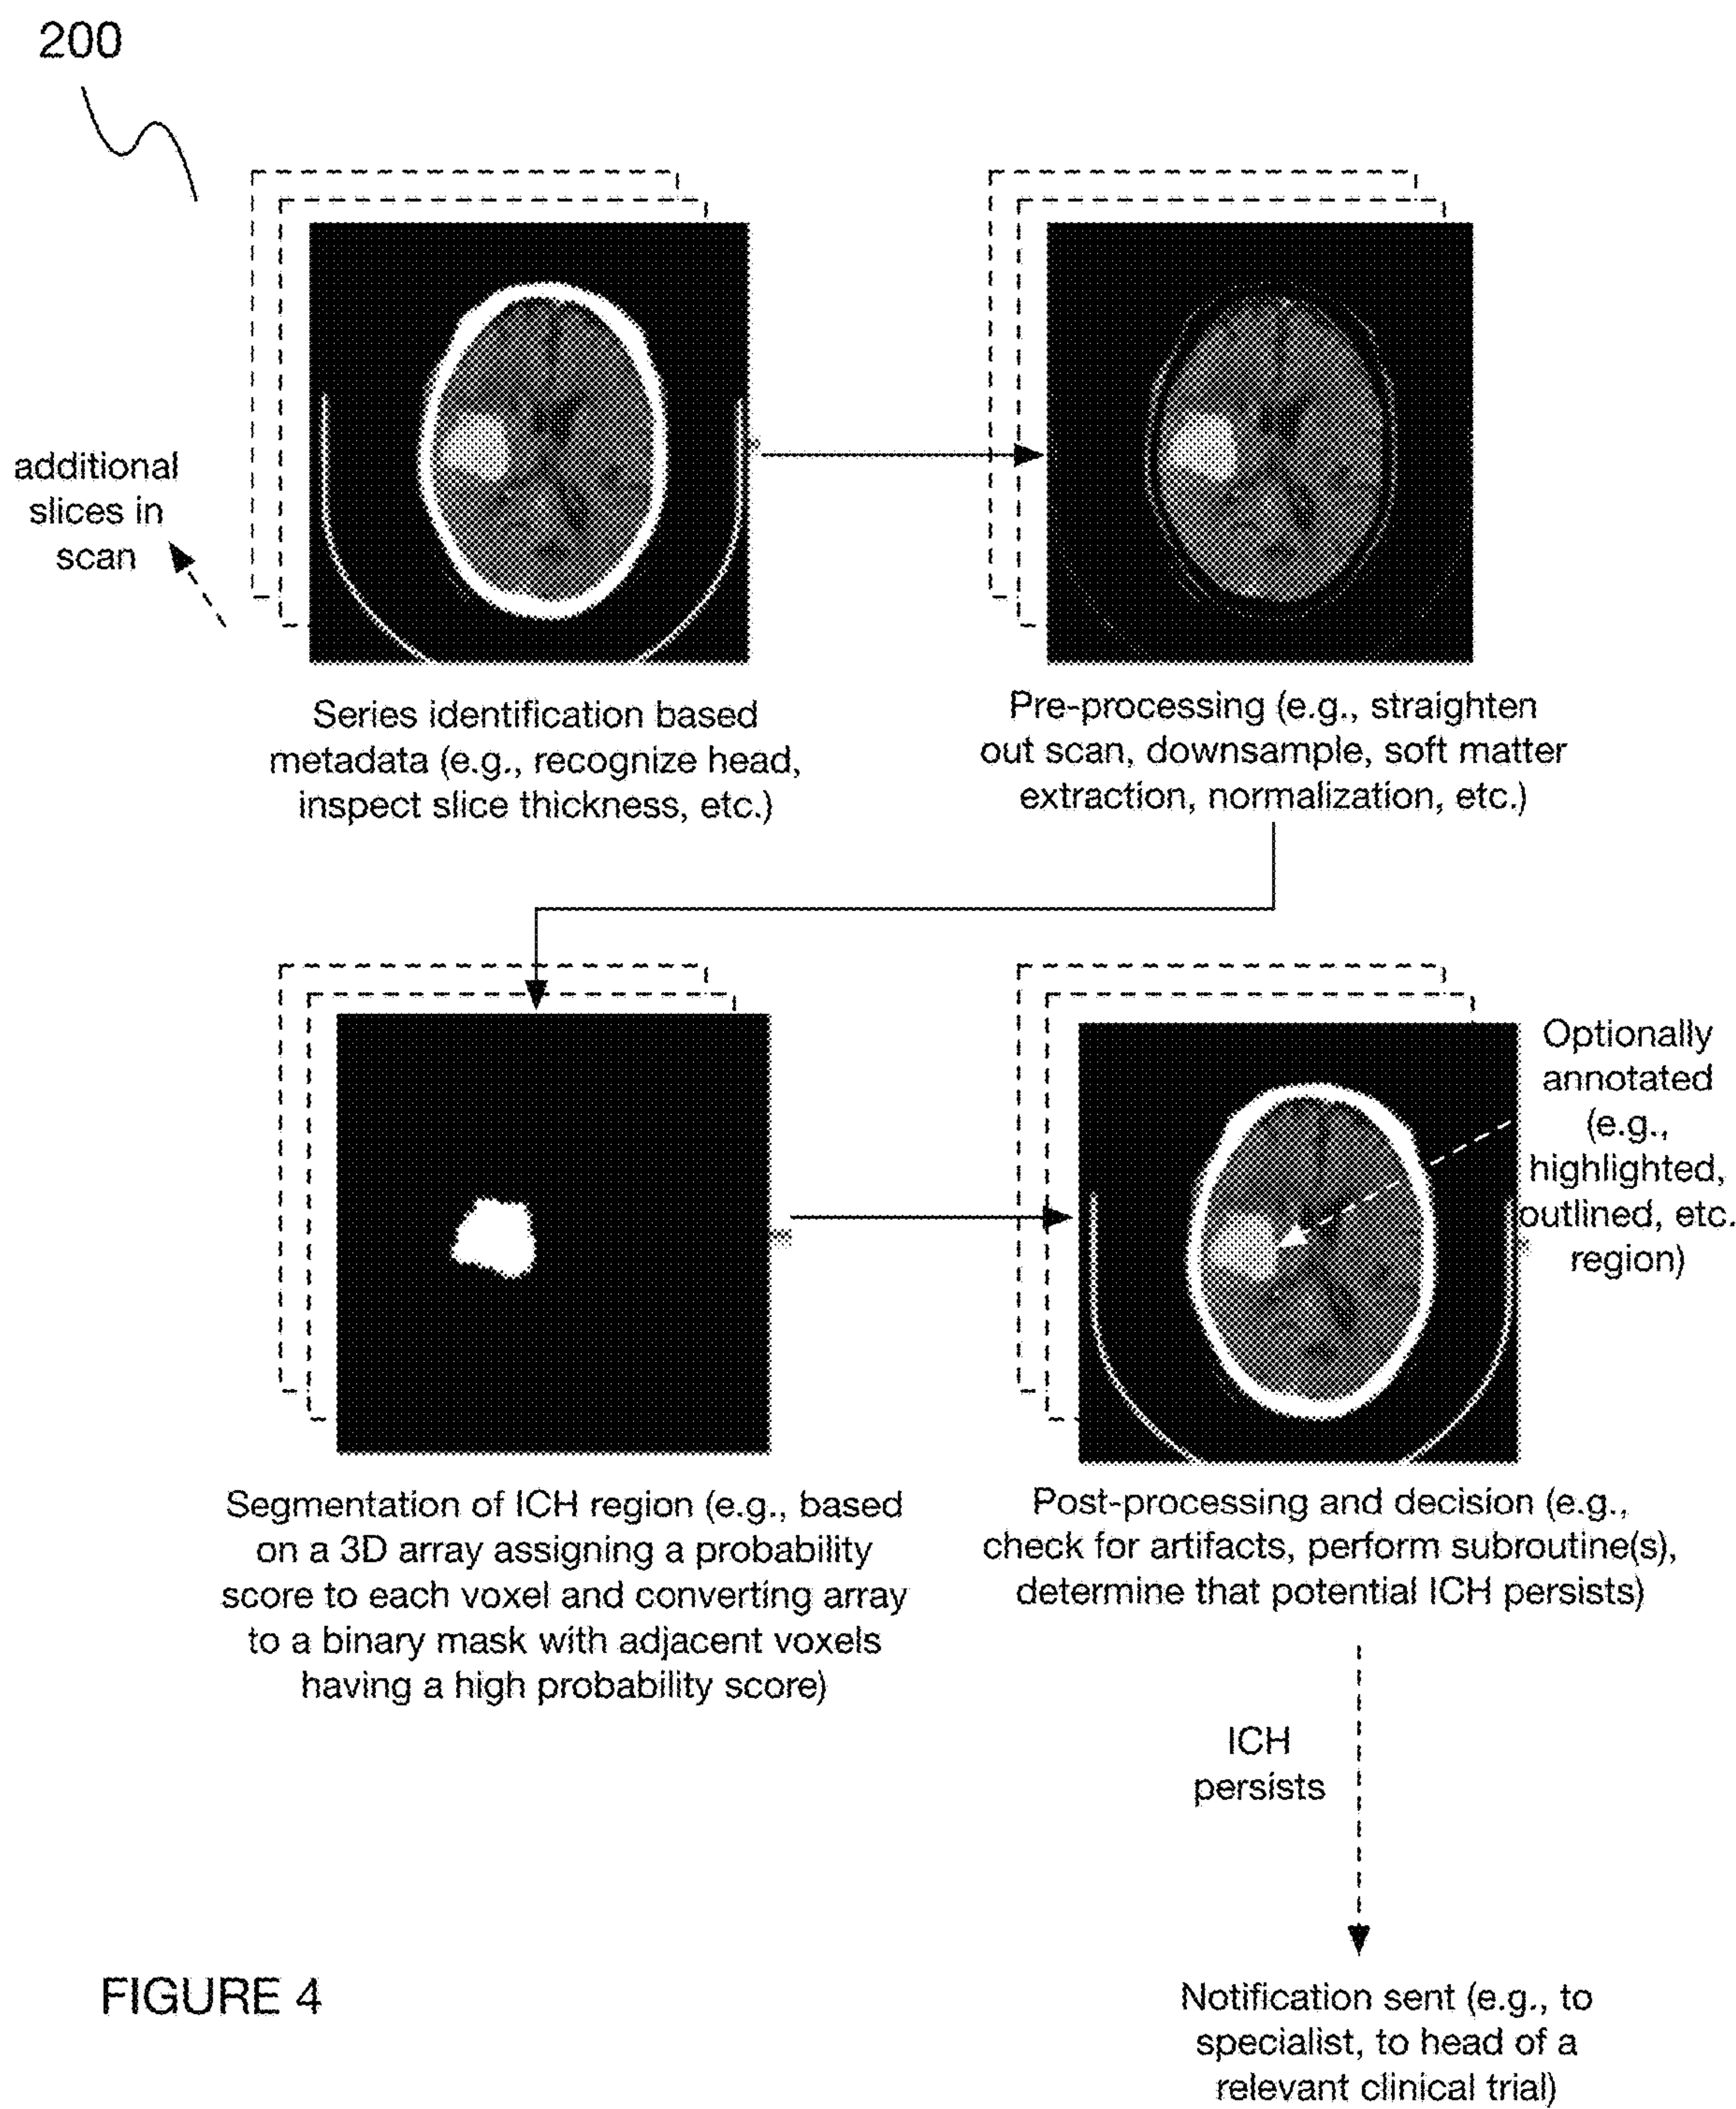 200
additional
slices in
scan
Series identification based
metadata (e.g., recognize head,
inspect slice thickness, etc.)
Pre-processing (e.g., straighten
out scan, downsample, soft matter
extraction, normalization, etc.)
Optionally
annotated
(e.g.,
highlighted,
outlined, etc.
region)
Segmentation of ICH region (e.g., based
on a 3D array assigning a probability
score to each voxel and converting array
to a binary mask with adjacent voxels
having a high probability score)
Post-processing and decision (e.g.,
check for artifacts, perform subroutine(s),
determine that potential ICH persists)
ICH
persists
Notification sent (e.g., to
specialist, to head of a
relevant clinical trial)
FIGURE 4